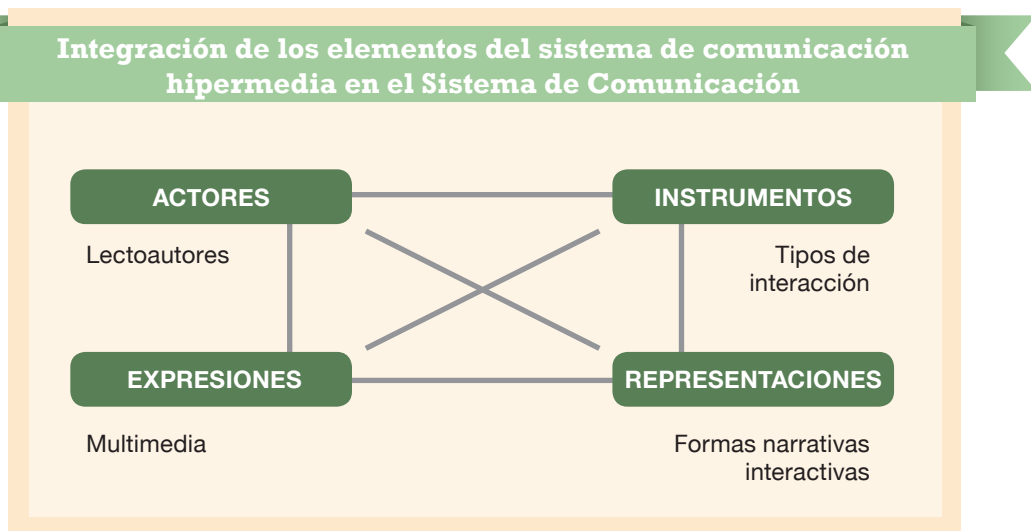 Integración de los elementos del sistema de comunicación
hipermedia en el Sistema de Comunicación
ACTORES
Lectoautores
INSTRUMENTOS
Tipos de
interacción
EXPRESIONES
Multimedia
REPRESENTACIONES
Formas narrativas
interactivas